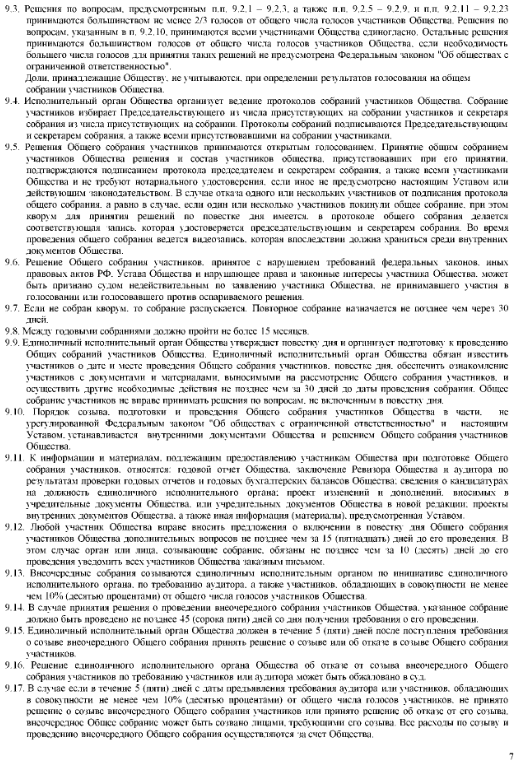 9.3. Решения по вопросам, предусмотренным п.п. 9.2.1 – 9.2.3, а также п.п. 9.2.5 - 9.2.9, и п.п. 9.2.11 – 9.2.23
принимаются большинством не менее 2/3 голосов от общего числа голосов участников Общества. Решения по
вопросам, указанным в п. 9.2.10, принимаются всеми участниками Общества единогласно. Остальные решения
принимаются большинством голосов от общего числа голосов участников Общества, если необходимость
большего числа голосов для принятия таких решений не предусмотрена Федеральным законом "Об обществах с
ограниченной ответственностью".
Доли, принадлежащие Обществу, не учитываются, при определении результатов голосования на общем
собрании участников Общества.
9.4. Исполнительный орган Общества организует ведение протоколов собраний участников Общества. Собрание
участников избирает Председательствующего из числа присутствующих на собрании участников и секретаря
собрания из числа присутствующих на собрании. Протоколы собраний подписываются Председательствующим
и секретарем собрания, а также всеми присутствовавшими на собрании участниками.
9.5. Решения Общего собрания участников принимаются открытым голосованием. Принятие общим собранием
участников Общества решения и состав участников общества, присутствовавших при его принятии,
подтверждаются подписанием протокола председателем и секретарем собрания, а также всеми участниками
Общества и не требуют нотариального удостоверения, если иное не предусмотрено настоящим Уставом или
действующим законодательством. В случае отказа одного или нескольких участников от подписания протокола
общего собрания, а равно в случае, если один или несколько участников покинули общее собрание, при этом
кворум для принятия решений по повестке дня имеется, в протоколе общего собрания делается
соответствующая запись, которая удостоверяется председательствующим и секретарем собрания. Во время
проведения общего собрания ведется видеозапись, которая впоследствии должна храниться среди внутренних
документов Общества.
9.6. Решение Общего собрания участников, принятое с нарушением требований федеральных законов, иных
правовых актов РФ, Устава Общества и нарушающее права и законные интересы участника Общества, может
быть признано судом недействительным по заявлению участника Общества, не принимавшего участия в
голосовании или голосовавшего против оспариваемого решения.
9.7. Если не собран кворум, то собрание распускается. Повторное собрание назначается не позднее чем через 30
дней.
9.8. Между годовыми собраниями должно пройти не более 15 месяцев.
9.9. Единоличный исполнительный орган Общества утверждает повестку дня и организует подготовку к проведению
Общих собраний участников Общества. Единоличный исполнительный орган Общества обязан известить
участников о дате и месте проведения Общего собрания участников, повестке дня, обеспечить ознакомление
участников с документами и материалами, выносимыми на рассмотрение Общего собрания участников, и
осуществить другие необходимые действия не позднее чем за 30 дней до даты проведения собрания. Общее
собрание участников не вправе принимать решения по вопросам, не включенным в повестку дня.
9.10. Порядок созыва, подготовки и проведения Общего собрания участников Общества в части, не
урегулированной Федеральным законом "Об обществах с ограниченной ответственностью" и настоящим
Уставом, устанавливается внутренними документами Общества и решением Общего собрания участников
Общества.
9.11. К информации и материалам, подлежащим предоставлению участникам Общества при подготовке Общего
собрания участников, относятся: годовой отчет Общества, заключение Ревизора Общества и аудитора по
результатам проверки годовых отчетов и годовых бухгалтерских балансов Общества; сведения о кандидатурах
на должность единоличного исполнительного органа; проект изменений и дополнений, вносимых в
учредительные документы Общества, или учредительных документов Общества в новой редакции; проекты
внутренних документов Общества, а также иная информация (материалы), предусмотренная Уставом.
9.12. Любой участник Общества вправе вносить предложения о включении в повестку дня Общего собрания
участников Общества дополнительных вопросов не позднее чем за 15 (пятнадцать) дней до его проведения. В
этом случае орган или лица, созывающие собрание, обязаны не позднее чем за 10 (десять) дней до его
проведения уведомить всех участников Общества заказным письмом.
9.13. Внеочередные собрания созываются единоличным исполнительным органом по инициативе единоличного
исполнительного органа, по требованию аудитора, а также участников, обладающих в совокупности не менее
чем 10% (десятью процентами) от общего числа голосов участников Общества.
9.14. В случае принятия решения о проведении внеочередного собрания участников Общества, указанное собрание
должно быть проведено не позднее 45 (сорока пяти) дней со дня получения требования о его проведении.
9.15. Единоличный исполнительный орган Общества должен в течение 5 (пяти) дней после поступления требования
о созыве внеочередного Общего собрания принять решение о созыве или об отказе в созыве Общего собрания
участников.
9.16. Решение единоличного исполнительного органа Общества об отказе от созыва внеочередного Общего
собрания участников по требованию участников или аудитора может быть обжаловано в суд.
9.17. В случае если в течение 5 (пяти) дней с даты предъявления требования аудитора или участников, обладающих
в совокупности не менее чем 10% (десятью процентами) от общего числа голосов участников, не принято
решение о созыве внеочередного Общего собрания участников или принято решение об отказе от его созыва,
внеочередное Общее собрание может быть созвано лицами, требующими его созыва. Все расходы по созыву и
проведению внеочередного Общего собрания осуществляются за счет Общества.
7